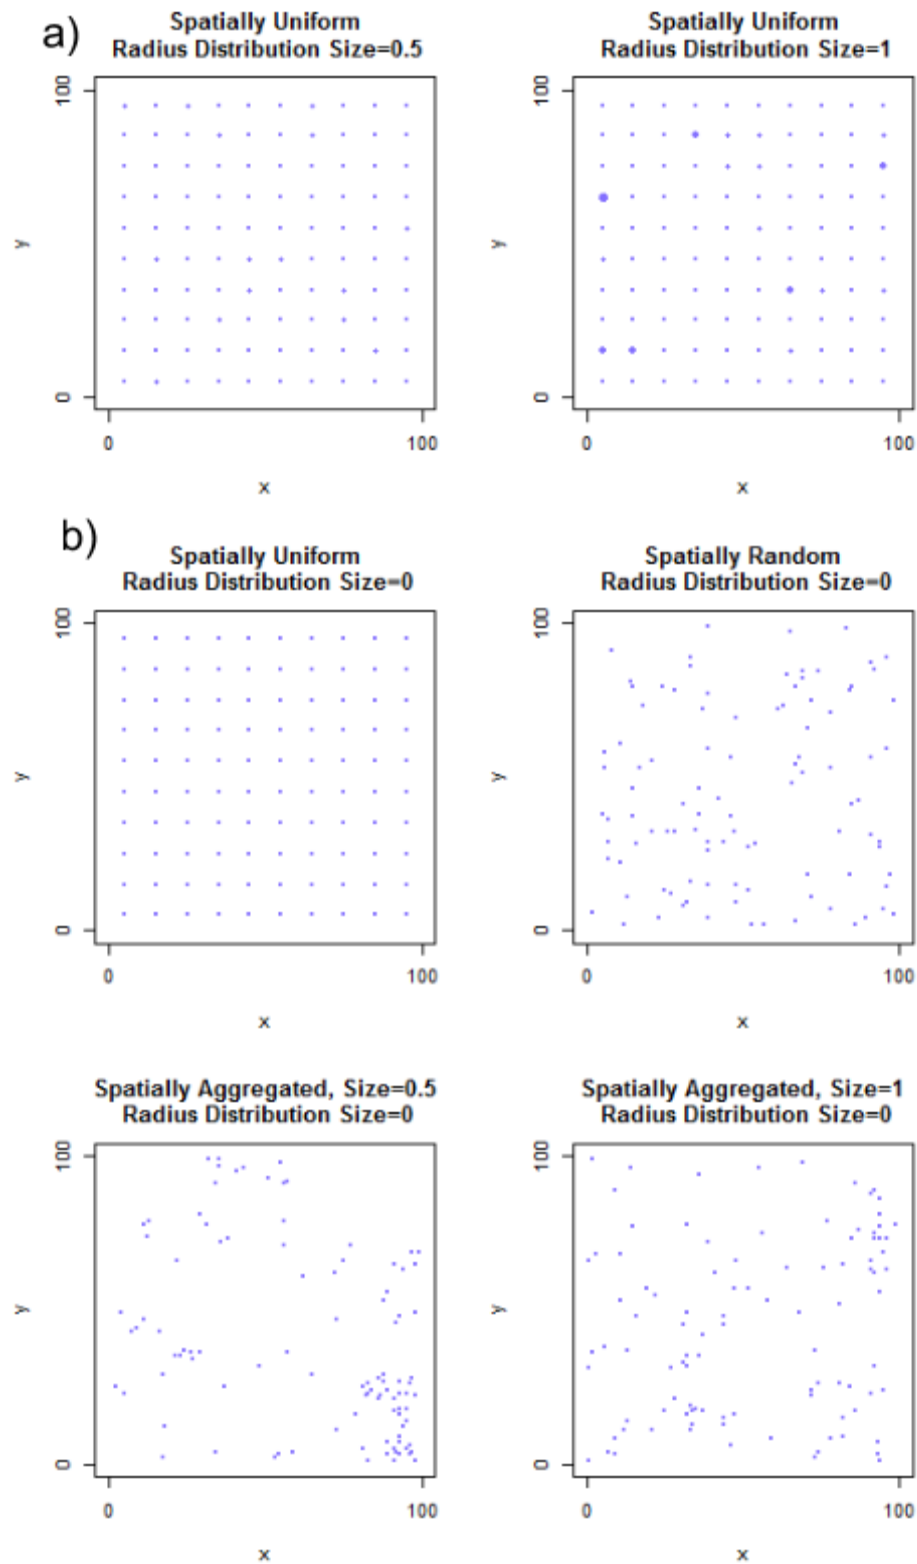 a)
Spatially Uniform
Radius Distribution Size=0.5
100
y
0
0 100
x
Spatially Uniform
Radius Distribution Size=1
100
y
0
0 100
x
b)
Spatially Uniform
Radius Distribution Size=0
100
y
0
0 100
x
Spatially Random
Radius Distribution Size=0
100
y
0
0 100
x
Spatially Aggregated, Size=0.5
Radius Distribution Size=0
100
y
0
0 100
x
Spatially Aggregated, Size=1
Radius Distribution Size=0
100
y
0
0 100
x